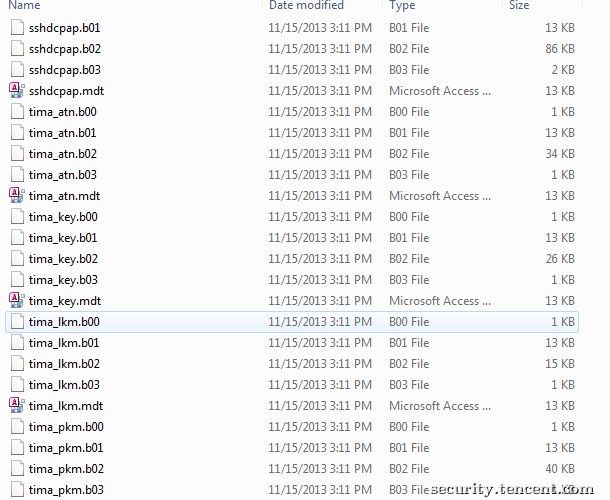 Name Date modified Type Size
sshdcpap.b01 11/15/2013 3:11 PM B01 File 13 KB
sshdcpap.b02 11/15/2013 3:11 PM B02 File 86 KB
sshdcpap.b03 11/15/2013 3:11 PM B03 File 2 KB
sshdcpap.mdt 11/15/2013 3:11 PM Microsoft Access ... 13 KB
tima_atn.b00 11/15/2013 3:11 PM B00 File 1 KB
tima_atn.b01 11/15/2013 3:11 PM B01 File 13 KB
tima_atn.b02 11/15/2013 3:11 PM B02 File 34 KB
tima_atn.b03 11/15/2013 3:11 PM B03 File 1 KB
tima_atn.mdt 11/15/2013 3:11 PM Microsoft Access ... 13 KB
tima_key.b00 11/15/2013 3:11 PM B00 File 1 KB
tima_key.b01 11/15/2013 3:11 PM B01 File 13 KB
tima_key.b02 11/15/2013 3:11 PM B02 File 26 KB
tima_key.b03 11/15/2013 3:11 PM B03 File 1 KB
tima_key.mdt 11/15/2013 3:11 PM Microsoft Access ... 13 KB
tima_lkm.b00 11/15/2013 3:11 PM B00 File 1 KB
tima_lkm.b01 11/15/2013 3:11 PM B01 File 13 KB
tima_lkm.b02 11/15/2013 3:11 PM B02 File 15 KB
tima_lkm.b03 11/15/2013 3:11 PM B03 File 1 KB
tima_lkm.mdt 11/15/2013 3:11 PM Microsoft Access ... 13 KB
tima_pkm.b00 11/15/2013 3:11 PM B00 File 1 KB
tima_pkm.b01 11/15/2013 3:11 PM B01 File 13 KB
tima_pkm.b02 11/15/2013 3:11 PM B02 File 40 KB
tima_pkm.b03 11/15/2013 3:11 PM B03 File
security.tencent.com